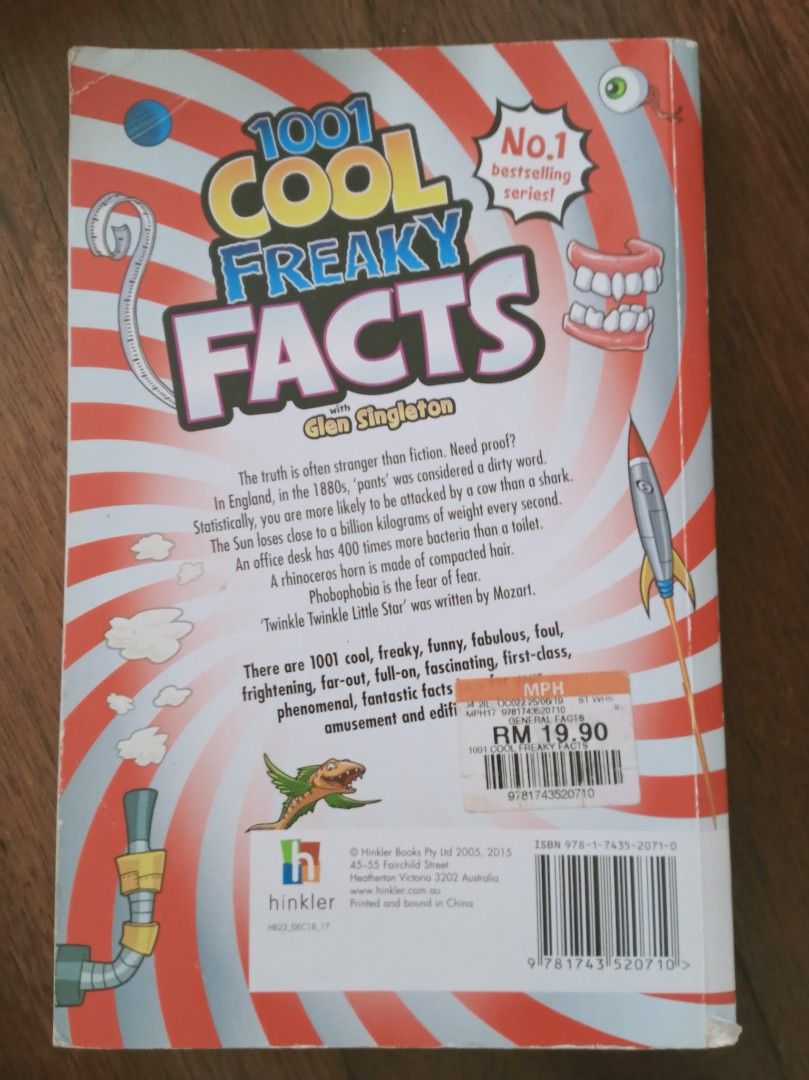 1001
COOL
FREAKY
FACTS
with
Glen Singleton
No.1
bestselling
series!
The truth is often stranger than fiction. Need proof?
In England, in the 1880s, 'pants' was considered a dirty word.
Statistically, you are more likely to be attacked by a cow than a shark.
The Sun loses close to a billion kilograms of weight every second.
An office desk has 400 times more bacteria than a toilet.
A rhinoceros horn is made of compacted hair.
Phobophobia is the fear of fear.
'Twinkle Twinkle Little Star' was written by Mozart.
There are 1001 cool, freaky, funny, fabulous, foul,
frightening, far-out, full-on, fascinating, first-class,
phenomenal, fantastic facts
amusement and edifi
MPH
OC022 25/06/19
MPH17 9781743520710
GENERAL FACTS
RM 19.90
1001 COOL FREAKY FACTS
9781743520710
hinkler
HB22_DEC18_17
© Hinkler Books Pty Ltd 2005, 2015
45–55 Fairchild Street
Heatherton Victoria 3202 Australia
www.hinkler.com.au
Printed and bound in China
ISBN 978-1-7435-2071-0
9 781743 520710 >